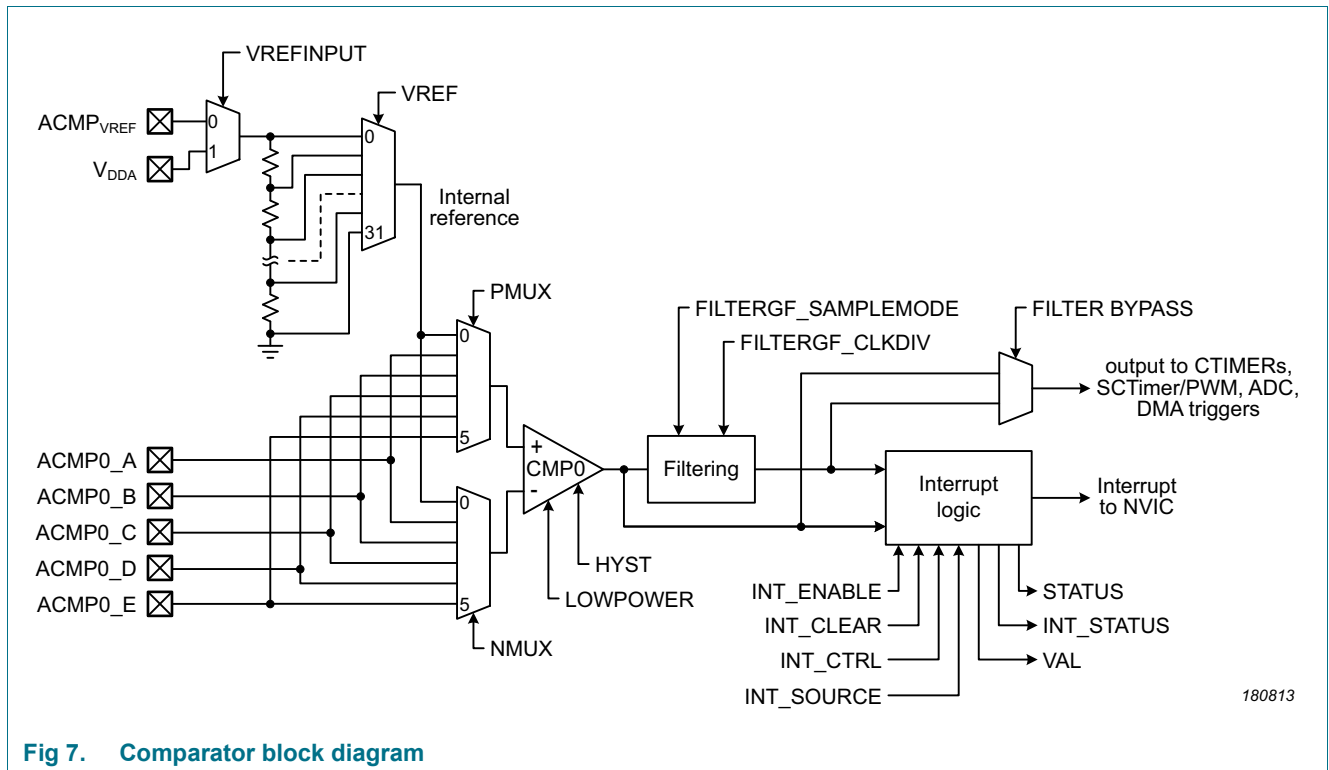 VREFINPUT
ACMPVREF
0
1
VDDA
VREF
0
31
Internal
reference
PMUX
0
5
ACMP0_A
ACMP0_B
ACMP0_C
ACMP0_D
ACMP0_E
0
5
NMUX
+
CMP0
-
HYST
LOWPOWER
FILTERGF_SAMPLEMODE
FILTERGF_CLKDIV
Filtering
FILTER BYPASS
output to CTIMERs,
SCTimer/PWM, ADC,
DMA triggers
Interrupt
logic
Interrupt
to NVIC
INT_ENABLE
INT_CLEAR
INT_CTRL
INT_SOURCE
STATUS
INT_STATUS
VAL
180813
Fig 7. Comparator block diagram